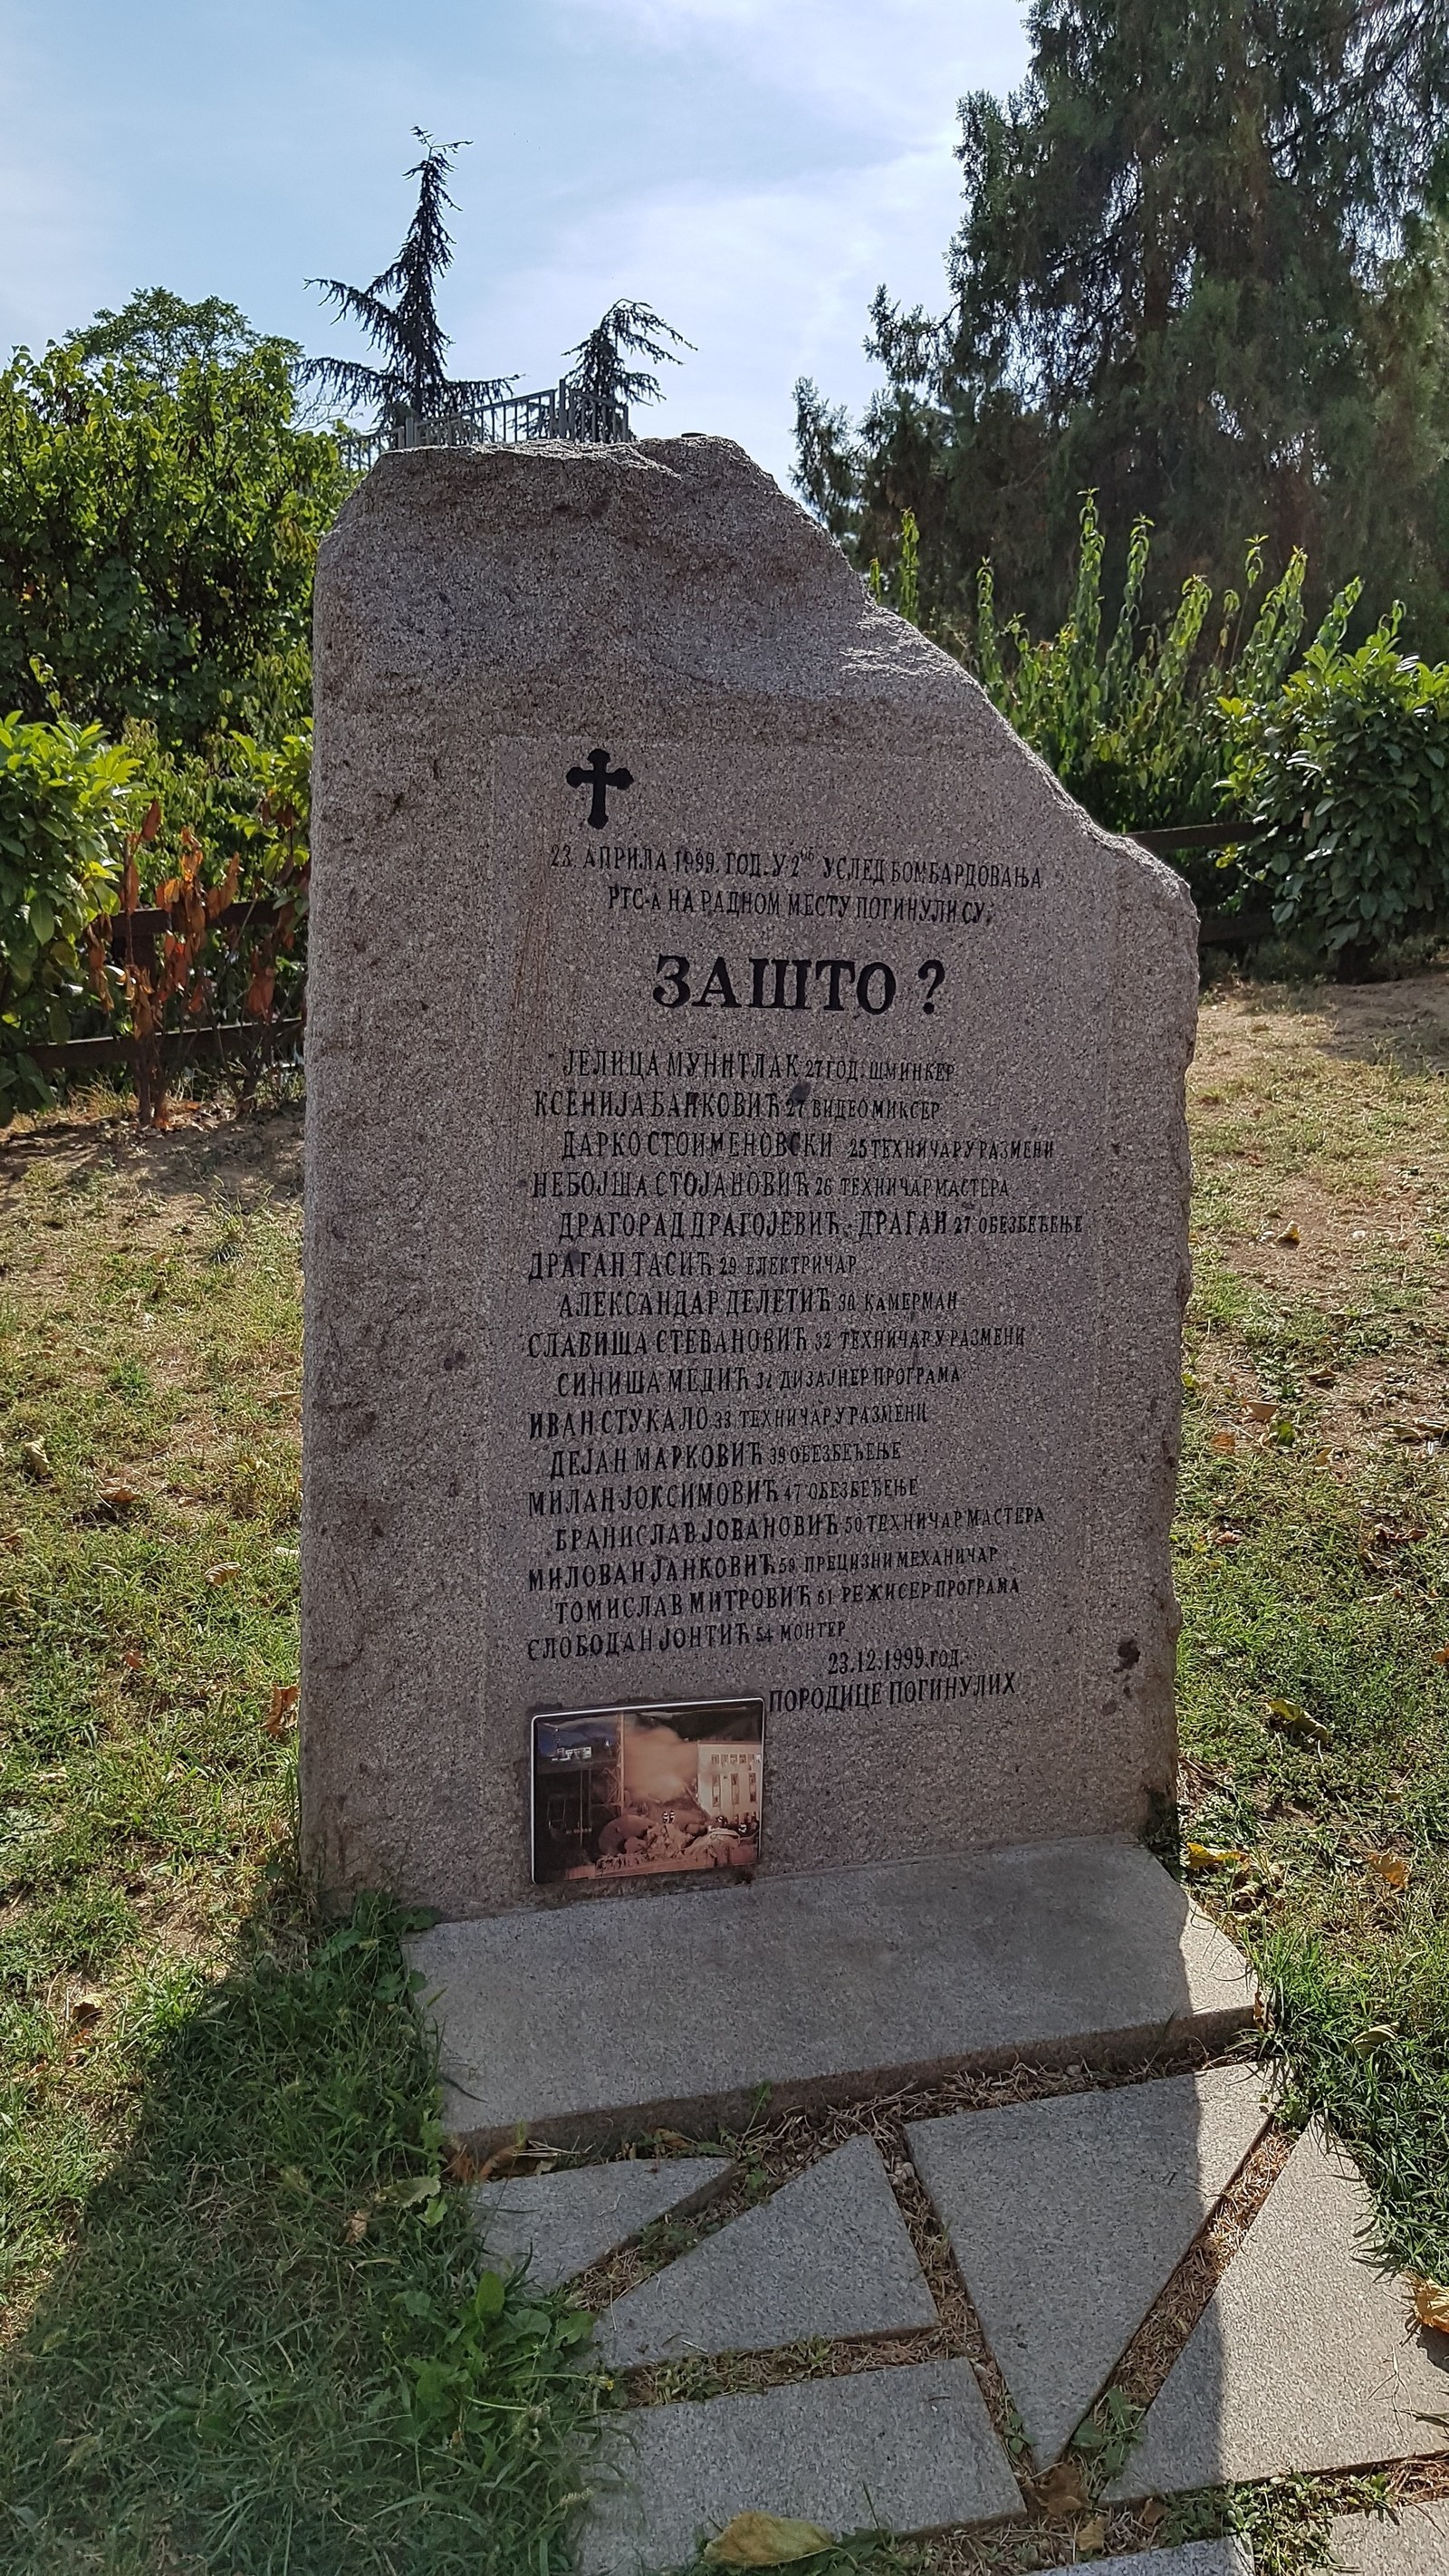 23. АПРИЛА 1999. ГОД. У 2 УСЛЕД БОМБАРДОВАЊА
РТС-А НА РАДНОМ МЕСТУ ПОГИНУЛИ СУ:
ЗАШТО ?
ЈЕЛИЦА МУНИТЛАК 27 ГОД. ШМИНКЕР
КСЕНИЈА БАНКОВИЋ 27 ВИДЕОМИКСЕР
ДАРКО СТОИМЕНОВСКИ 25 ТЕХНИЧАР У РАЗМЕНИ
НЕБОЈША СТОЈАНОВИЋ 26 ТЕХНИЧАР МАСТЕРА
ДРАГОРАД ДРАГОЈЕВИЋ - ДРАГАН 27 ОБЕЗБЕЂЕЊЕ
ДРАГАН ТАСИЋ 29 ЕЛЕКТРИЧАР
АЛЕКСАНДАР ДЕЛЕТИЋ 30 КАМЕРМАН
СЛАВИША СТЕВАНОВИЋ 32 ТЕХНИЧАР У РАЗМЕНИ
СИНИША МЕДИЋ 32 ДИЗАЈНЕР ПРОГРАМА
ИВАН СТУКАЛО 33 ТЕХНИЧАР У РАЗМЕНИ
ДЕЈАН МАРКОВИЋ 39 ОБЕЗБЕЂЕЊЕ
МИЛАН ЈОКСИМОВИЋ 47 ОБЕЗБЕЂЕЊЕ
БРАНИСЛАВ ЈОВАНОВИЋ 50 ТЕХНИЧАР МАСТЕРА
МИЛОВАН ЈАНКОВИЋ 59 ПРЕЦИЗНИ МЕХАНИЧАР
ТОМИСЛАВ МИТРОВИЋ 61 РЕЖИСЕР ПРОГРАМА
СЛОБОДАН ЈОНТИЋ 54 МОНТЕР
23.12.1999.год.
ПОРОДИЦЕ ПОГИНУЛИХ